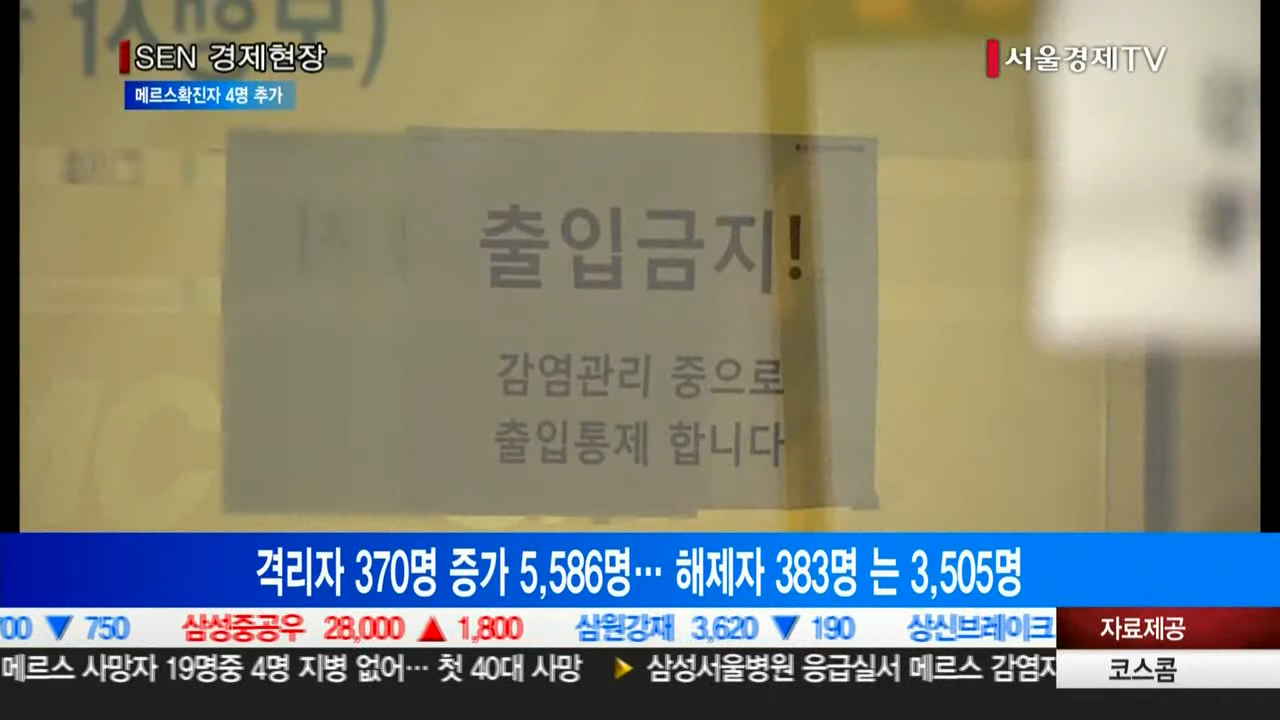 SEN 경제현장
서울경제TV
메르스확진자 4명 추가
출입금지!
감염관리 중으로
출입통제 합니다
격리자 370명 증가 5,586명… 해제자 383명 는 3,505명
00 ▼ 750 삼성중공우 28,000 ▲ 1,800 삼원강재 3,620 ▼ 190 상신브레이크
자료제공
메르스 사망자 19명중 4명 지병 없어… 첫 40대 사망 ▶ 삼성서울병원 응급실서 메르스 감염자
코스콤